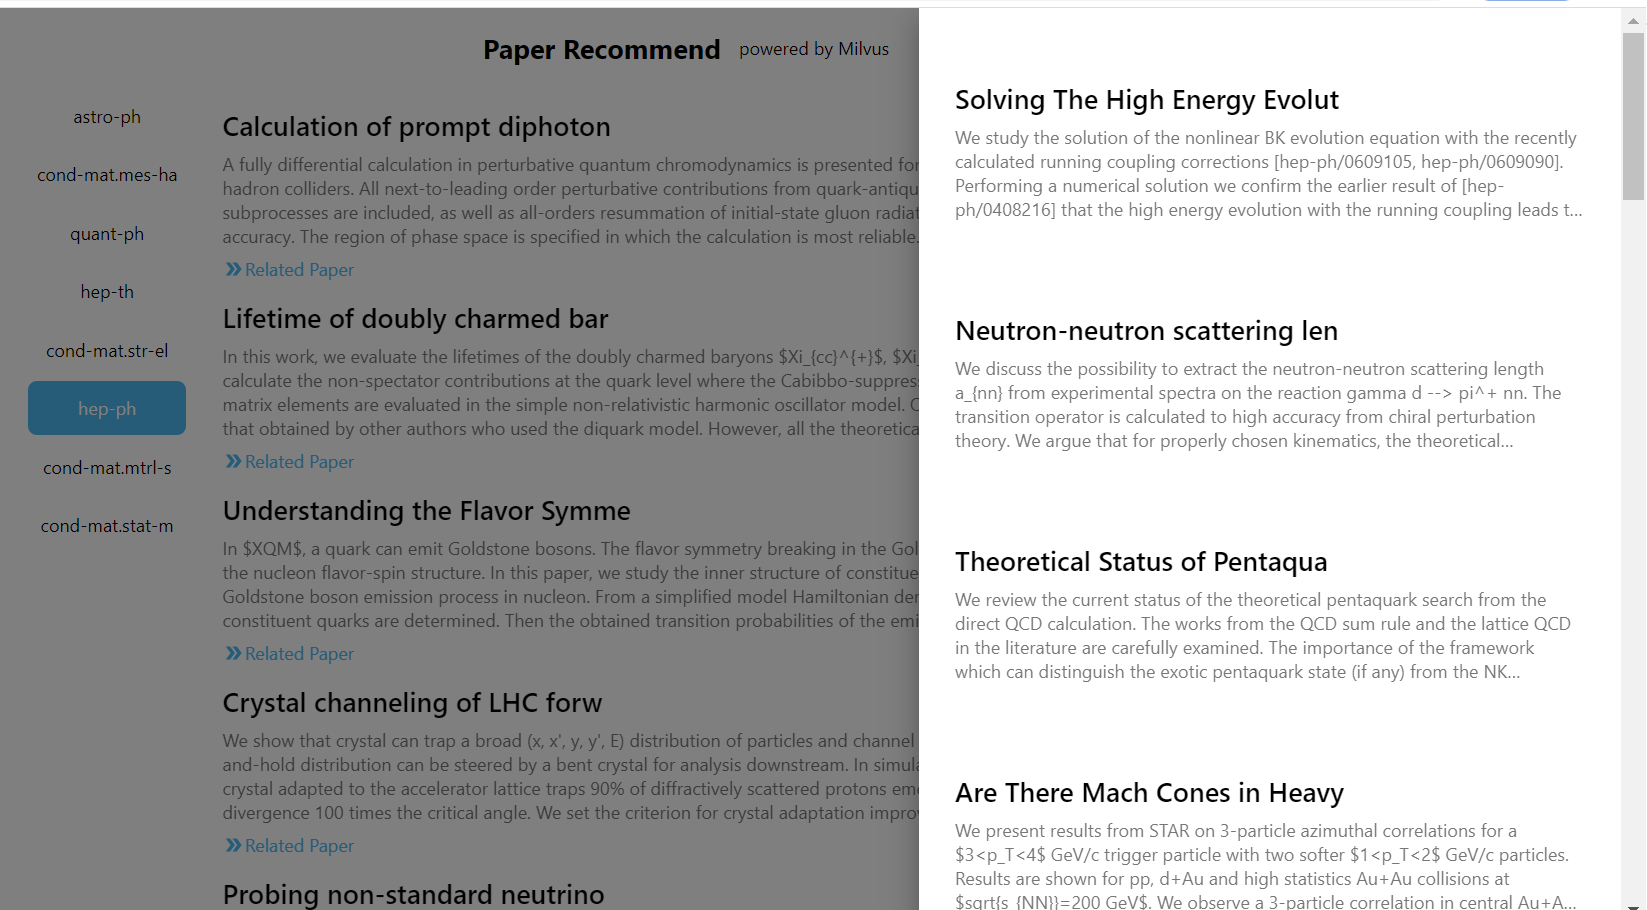 Paper Recommend powered by Milvus
astro-ph
cond-mat.mes-ha
quant-ph
hep-th
cond-mat.str-el
hep-ph
cond-mat.mtrl-s
cond-mat.stat-m
Calculation of prompt diphoton
A fully differential calculation in perturbative quantum chromodynamics is presented for
hadron colliders. All next-to-leading order perturbative contributions from quark-antiqu
subprocesses are included, as well as all-orders resummation of initial-state gluon radiat
accuracy. The region of phase space is specified in which the calculation is most reliable.
Related Paper
Lifetime of doubly charmed bar
In this work, we evaluate the lifetimes of the doubly charmed baryons $Xi_{cc}^{+}$, $Xi_
calculate the non-spectator contributions at the quark level where the Cabibbo-suppres
matrix elements are evaluated in the simple non-relativistic harmonic oscillator model. C
that obtained by other authors who used the diquark model. However, all the theoretica
Related Paper
Understanding the Flavor Symme
In $XQM$, a quark can emit Goldstone bosons. The flavor symmetry breaking in the Gol
the nucleon flavor-spin structure. In this paper, we study the inner structure of constitue
Goldstone boson emission process in nucleon. From a simplified model Hamiltonian der
constituent quarks are determined. Then the obtained transition probabilities of the emi
Related Paper
Crystal channeling of LHC forw
We show that crystal can trap a broad (x, x', y, y', E) distribution of particles and channel
and-hold distribution can be steered by a bent crystal for analysis downstream. In simula
crystal adapted to the accelerator lattice traps 90% of diffractively scattered protons eme
divergence 100 times the critical angle. We set the criterion for crystal adaptation improv
Related Paper
Probing non-standard neutrino
Solving The High Energy Evolut
We study the solution of the nonlinear BK evolution equation with the recently
calculated running coupling corrections [hep-ph/0609105, hep-ph/0609090].
Performing a numerical solution we confirm the earlier result of [hep-
ph/0408216] that the high energy evolution with the running coupling leads t...
Neutron-neutron scattering len
We discuss the possibility to extract the neutron-neutron scattering length
a_{nn} from experimental spectra on the reaction gamma d --> pi^+ nn. The
transition operator is calculated to high accuracy from chiral perturbation
theory. We argue that for properly chosen kinematics, the theoretical...
Theoretical Status of Pentaqua
We review the current status of the theoretical pentaquark search from the
direct QCD calculation. The works from the QCD sum rule and the lattice QCD
in the literature are carefully examined. The importance of the framework
which can distinguish the exotic pentaquark state (if any) from the NK...
Are There Mach Cones in Heavy
We present results from STAR on 3-particle azimuthal correlations for a
$3<p_T<4$ GeV/c trigger particle with two softer $1<p_T<2$ GeV/c particles.
Results are shown for pp, d+Au and high statistics Au+Au collisions at
$sqrt{s_{NN}}=200 GeV$. We observe a 3-particle correlation in central Au+A...